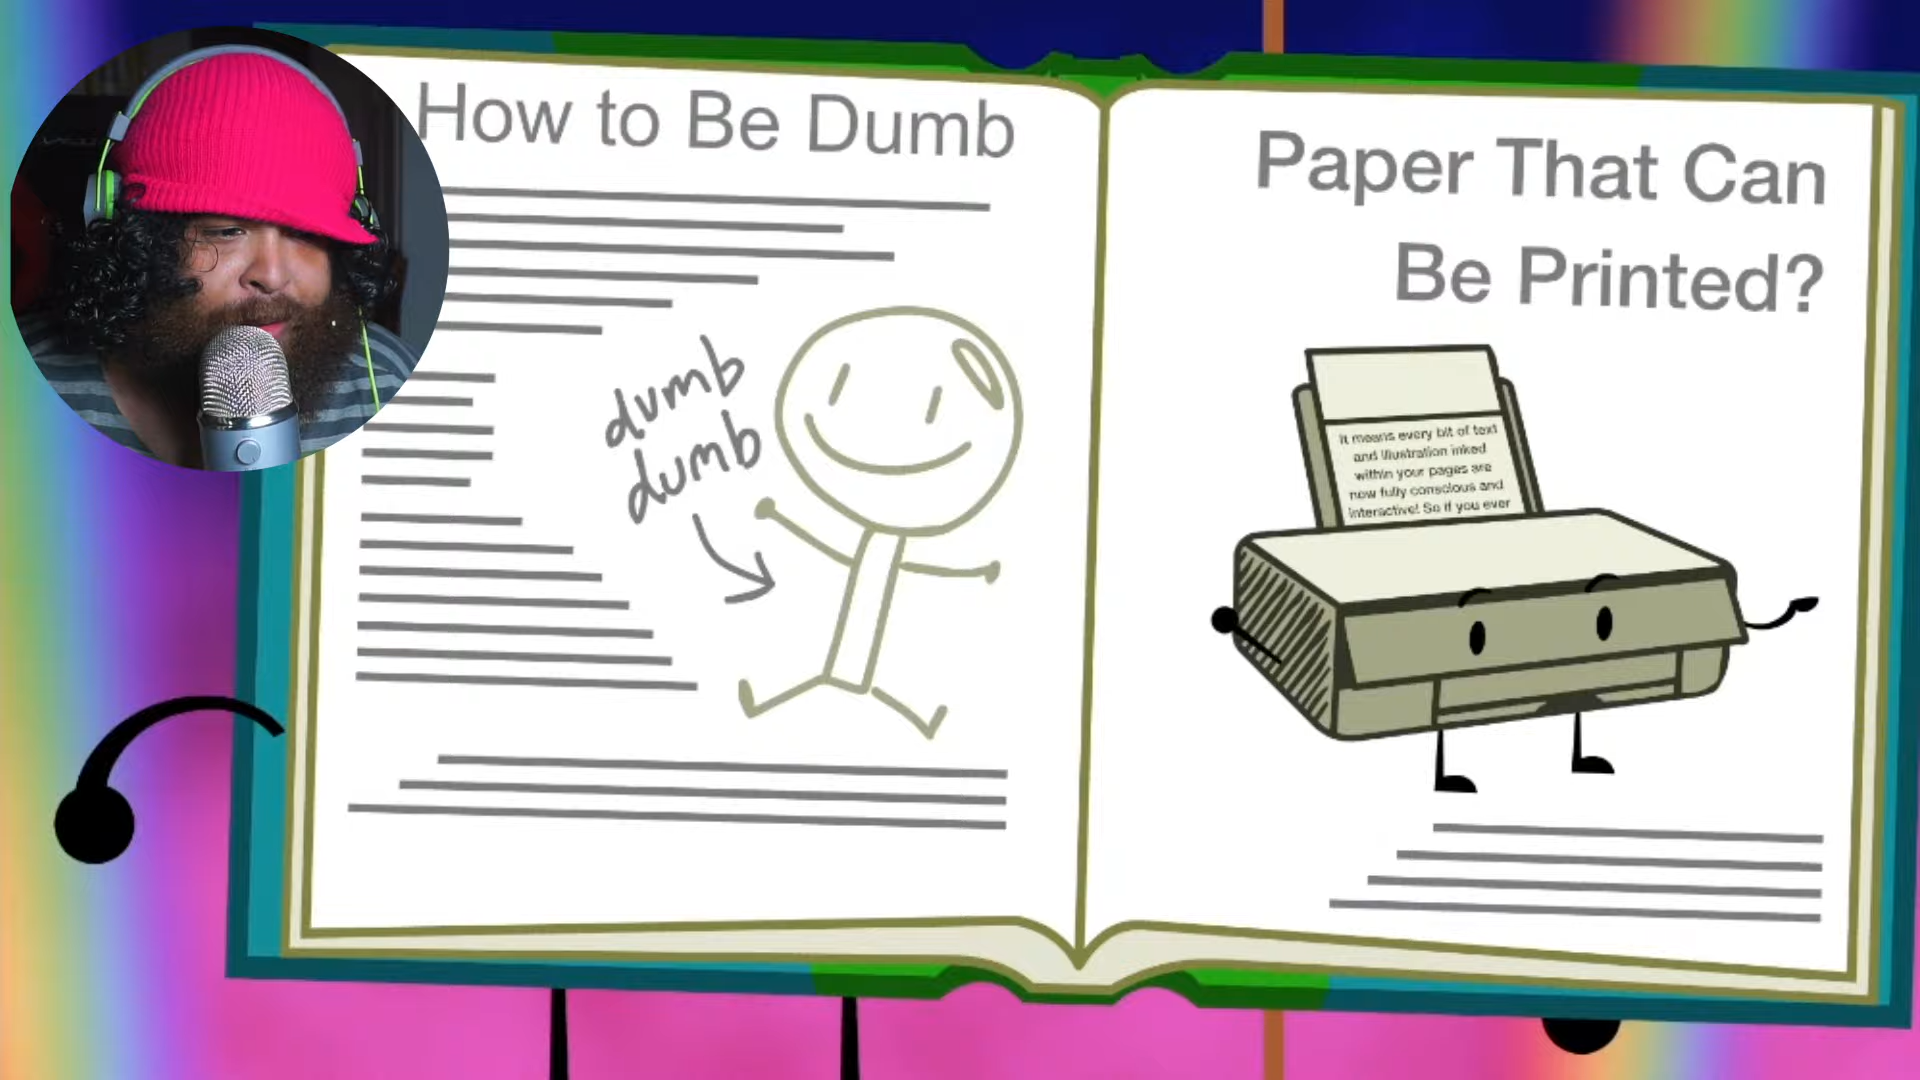 How to Be Dumb
dumb
dumb
Paper That Can
Be Printed?
It means every bit of text
and illustration inked
within your pages are
now fully conscious and
interactive! So if you ever